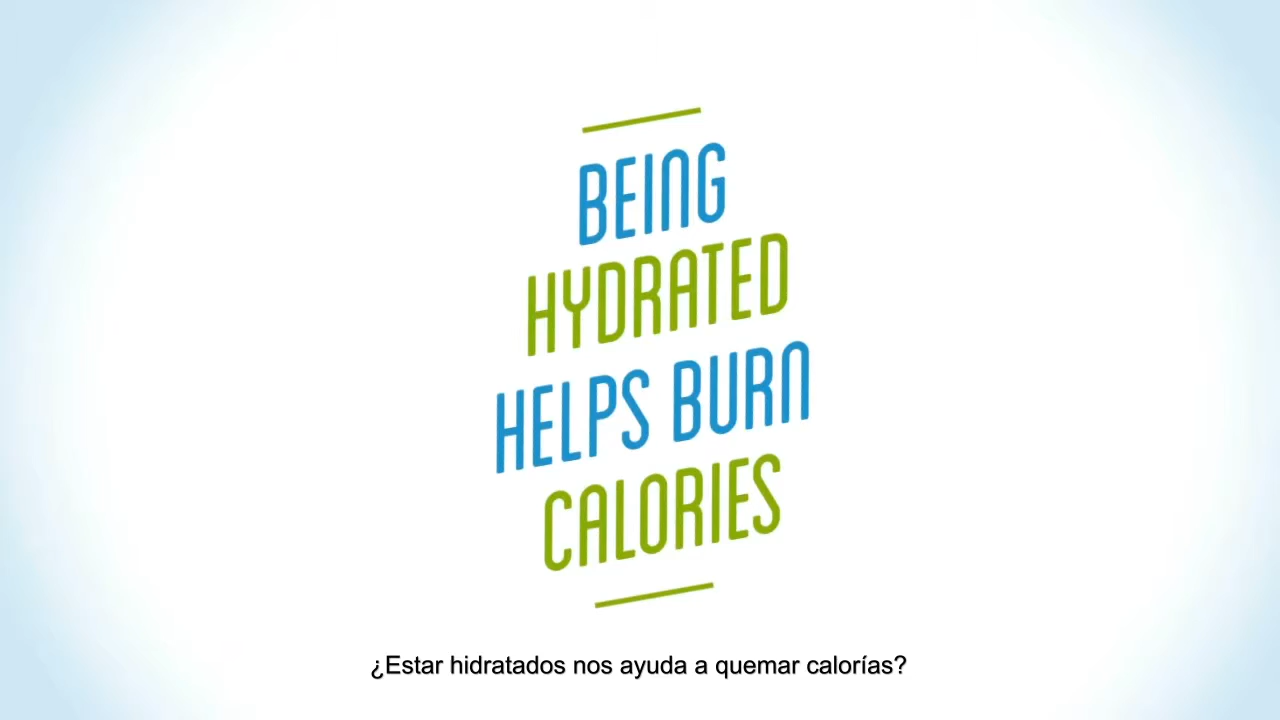 BEING
HYDRATED
HELPS BURN
CALORIES
¿Estar hidratados nos ayuda a quemar calorías?